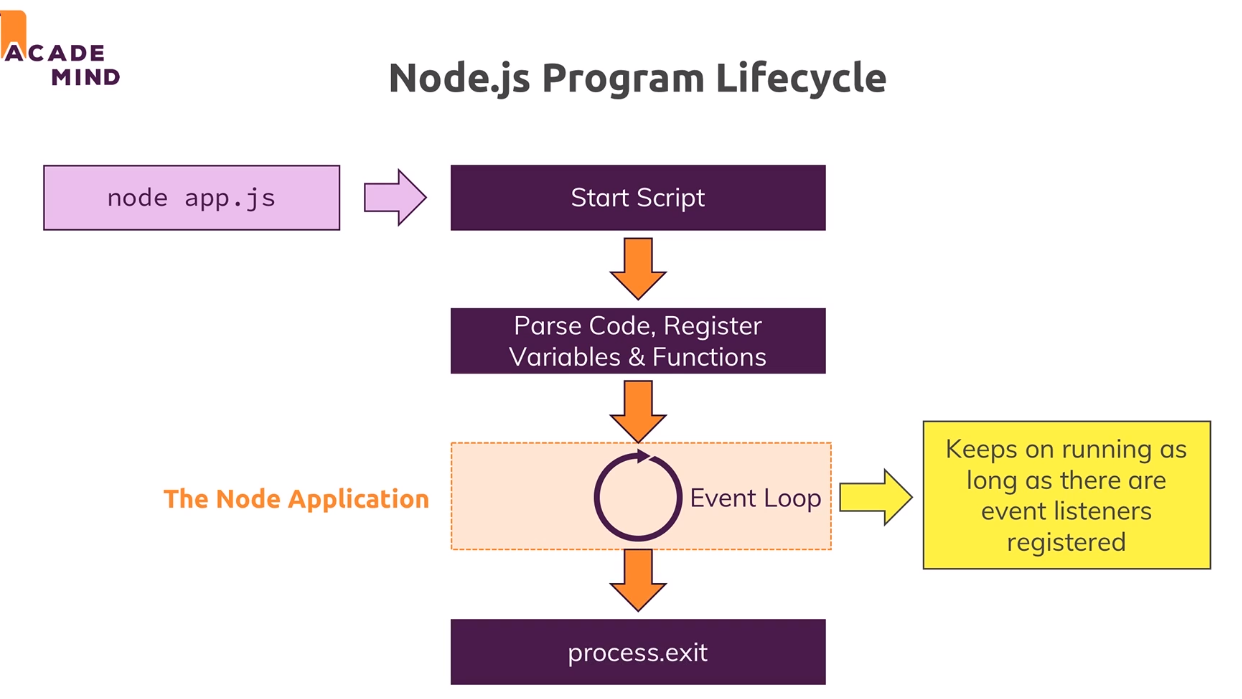 ACADE
MIND
Node.js Program Lifecycle
node app.js
Start Script
Parse Code, Register
Variables & Functions
The Node Application
Event Loop
Keeps on running as
long as there are
event listeners
registered
process.exit